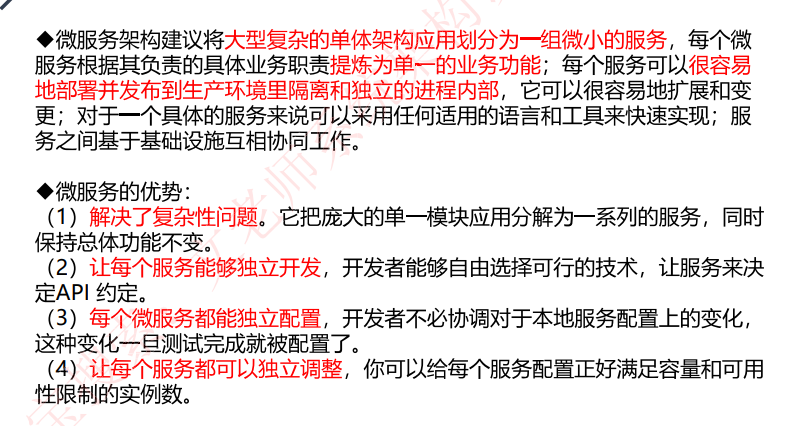 ◆微服务架构建议将大型复杂的单体架构应用划分为一组微小的服务，每个微
服务根据其负责的具体业务职责提炼为单一的业务功能；每个服务可以很容易
地部署并发布到生产环境里隔离和独立的进程内部，它可以很容易地扩展和变
更；对于一个具体的服务来说可以采用任何适用的语言和工具来快速实现；服
务之间基于基础设施互相协同工作。
◆微服务的优势：
（1）解决了复杂性问题。它把庞大的单一模块应用分解为一系列的服务，同时
保持总体功能不变。
（2）让每个服务能够独立开发，开发者能够自由选择可行的技术，让服务来决
定API 约定。
（3）每个微服务都能独立配置，开发者不必协调对于本地服务配置上的变化，
这种变化一旦测试完成就被配置了。
（4）让每个服务都可以独立调整，你可以给每个服务配置正好满足容量和可用
性限制的实例数。